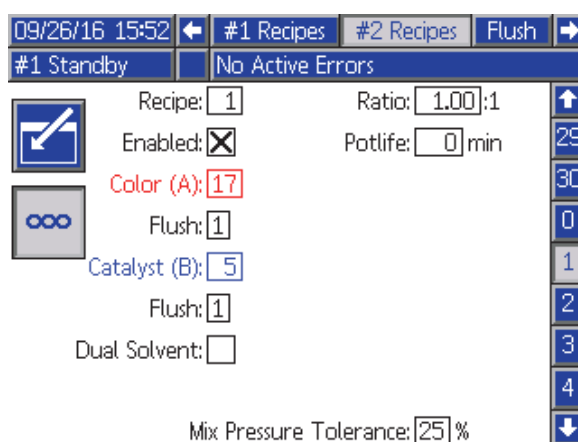 09/26/16 15:52 #1 Recipes #2 Recipes Flush
#1 Standby No Active Errors
Recipe: 1 Ratio: 1.00 :1
Enabled: Potlife: 0 min
29
Color (A): 17
30
Flush: 1
0
Catalyst (B): 5
1
Flush: 1
2
Dual Solvent:
3
4
Mix Pressure Tolerance: 25 %